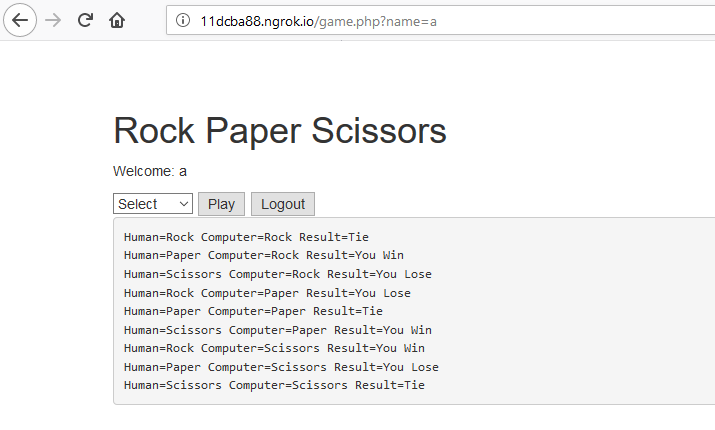 11dcba88.ngrok.io/game.php?name=a
Rock Paper Scissors
Welcome: a
Select Play Logout
Human=Rock Computer=Rock Result=Tie
Human=Paper Computer=Rock Result=You Win
Human=Scissors Computer=Rock Result=You Lose
Human=Rock Computer=Paper Result=You Lose
Human=Paper Computer=Paper Result=Tie
Human=Scissors Computer=Paper Result=You Win
Human=Rock Computer=Scissors Result=You Win
Human=Paper Computer=Scissors Result=You Lose
Human=Scissors Computer=Scissors Result=Tie